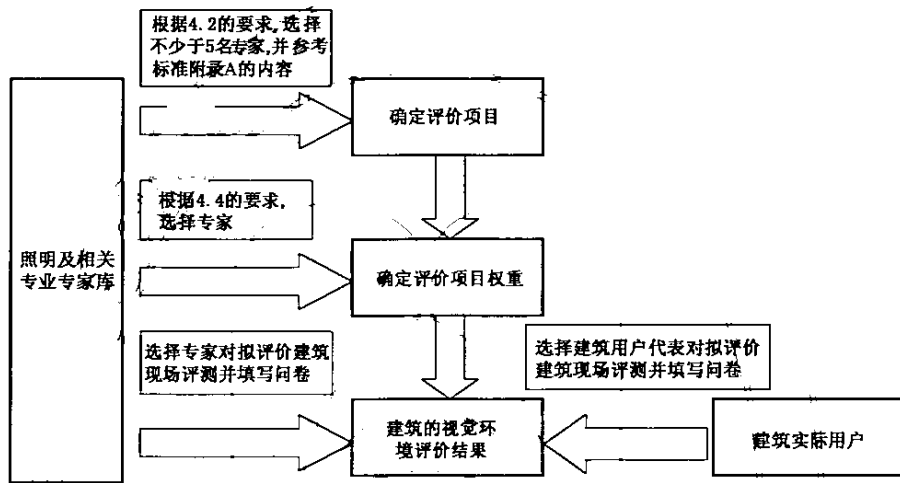 根据4.2的要求,选择
不少于5名专家,并参考
标准附录A的内容
确定评价项目
根据4.4的要求,
选择专家
照明及相关
专业专家库
确定评价项目权重
选择专家对拟评价建筑
现场评测并填写问卷
选择建筑用户代表对拟评价
建筑现场评测并填写问卷
建筑的视觉环
境评价结果
建筑实际用户